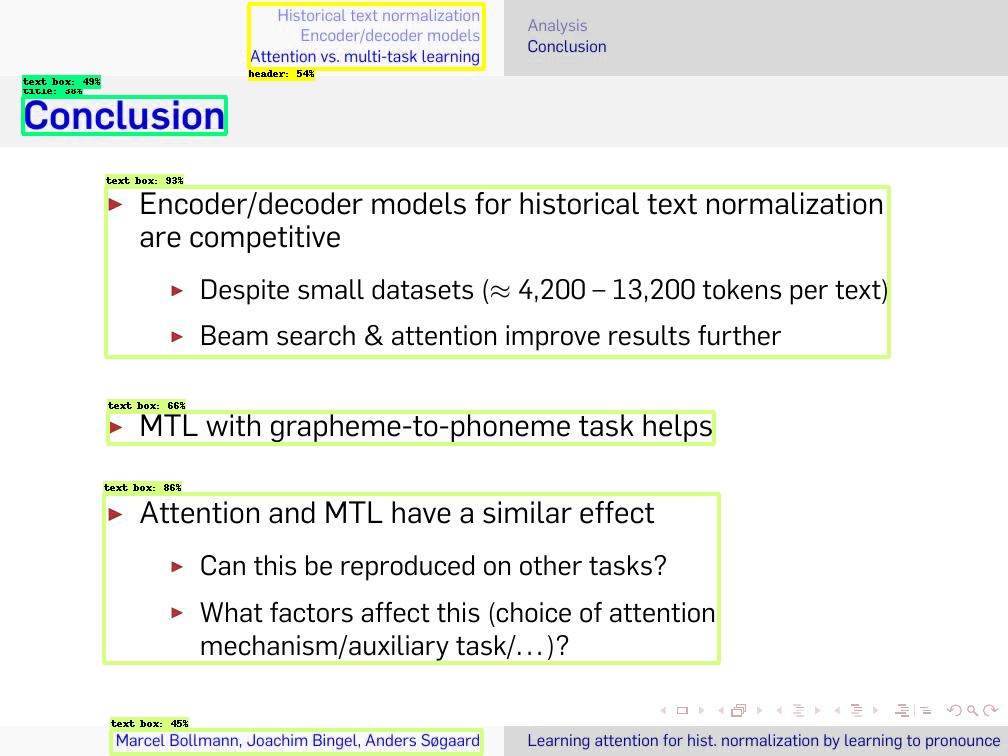 Historical text normalization
Encoder/decoder models
Attention vs. multi-task learning
Analysis
Conclusion
header: 54%
text box: 49%
title: 38%
Conclusion
text box: 93%
Encoder/decoder models for historical text normalization
are competitive
Despite small datasets (≈ 4,200 – 13,200 tokens per text)
Beam search & attention improve results further
text box: 66%
MTL with grapheme-to-phoneme task helps
text box: 86%
Attention and MTL have a similar effect
Can this be reproduced on other tasks?
What factors affect this (choice of attention
mechanism/auxiliary task/...)?
text box: 45%
Marcel Bollmann, Joachim Bingel, Anders Søgaard
Learning attention for hist. normalization by learning to pronounce